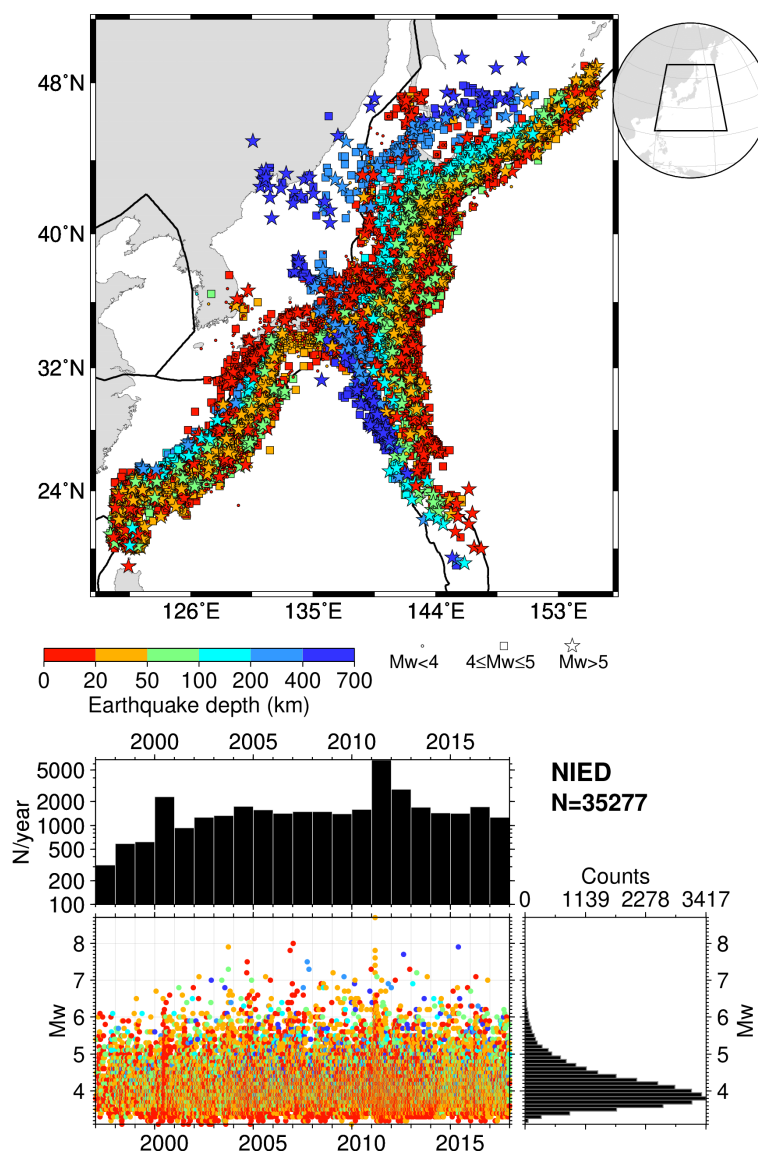 48°N
40°N
32°N
24°N
126°E 135°E 144°E 153°E
0 20 50 100 200 400 700
Earthquake depth (km)
Mw<4 4≤Mw≤5 Mw>5
2000 2005 2010 2015
5000
2000
1000
500
200
100
N/year
NIED
N=35277
Counts
0 1139 2278 3417
8
7
6
5
4
Mw
2000 2005 2010 2015
8
7
6
5
4
Mw